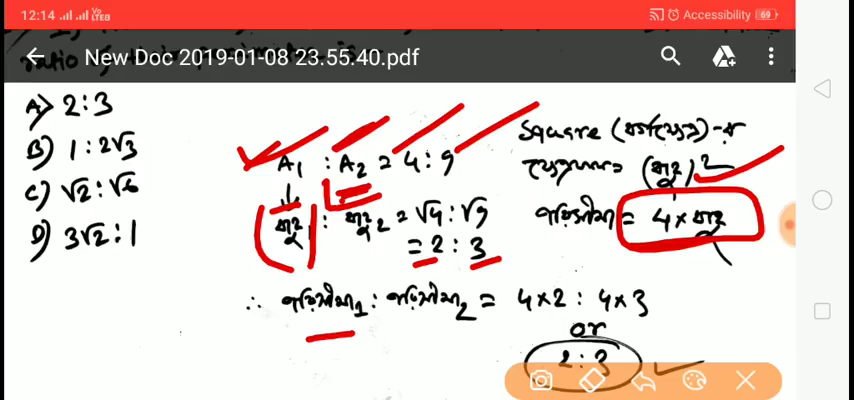 12:14
Accessibility 69
New Doc 2019-01-08 23.55.40.pdf
ratio of
A) 2:3
B) 1:2√3
C) √2:√6
D) 3√2:1
A₁ : A₂ = 4:9
বাহু₁ : বাহু₂ = √4:√9
= 2:3
∴ পরিসীমা₁ : পরিসীমা₂ = 4×2 : 4×3
or
2:3
Square (বর্গক্ষেত্র)-র
ক্ষেত্রফল= (বাহু)²
পরিসীমা = 4×বাহু